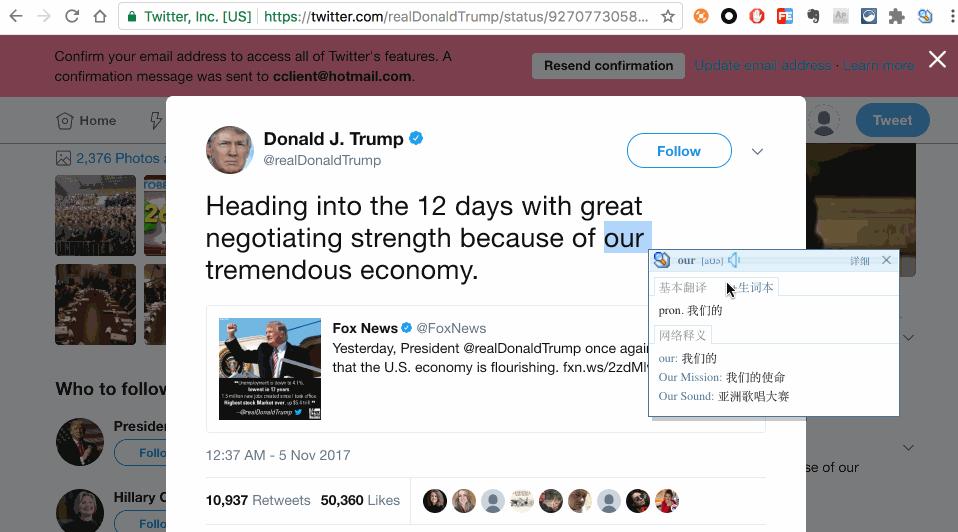 Twitter, Inc. [US] https://twitter.com/realDonaldTrump/status/9270773058...
Confirm your email address to access all of Twitter's features. A
confirmation message was sent to cclient@hotmail.com.
Resend confirmation
Update email address · Learn more
Home
Tweet
2,376 Photos a
Donald J. Trump
@realDonaldTrump
Follow
Heading into the 12 days with great
negotiating strength because of our
tremendous economy.
our
详细
基本翻译
生词本
pron. 我们的
网络释义
our: 我们的
Our Mission: 我们的使命
Our Sound: 亚洲歌唱大赛
Fox News @FoxNews
Yesterday, President @realDonaldTrump once again
that the U.S. economy is flourishing. fxn.ws/2zdMl
"Unemployment is down to 4.1%,
lowest in 17 years.
1.5 million new jobs created since I took office.
Highest stock Market ever, up $5.4 trill."
-@realDonaldTrump
12:37 AM - 5 Nov 2017
10,937 Retweets 50,360 Likes
Who to follow
President
Follo
Hillary C
Follo
se of our